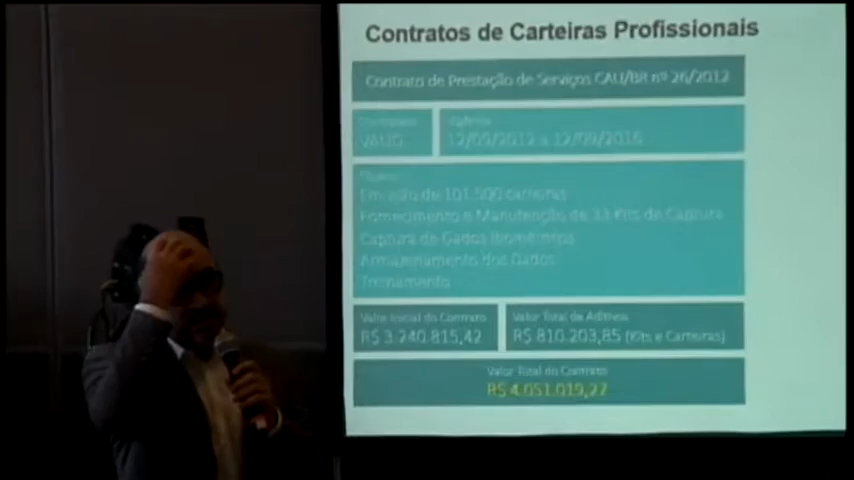 Contratos de Carteiras Profissionais
Contrato de Prestação de Serviços CAU/BR nº 26/2012
VALID
12/09/2012 a 12/09/2016
Emissão de 101.500 carteiras
Fornecimento e Manutenção de 33 Kits de Captura
Captura de Dados Biométricos
Armazenamento dos Dados
Treinamento
Valor Inicial do Contrato
R$ 3.240.815,42
Valor Total de Aditivos
R$ 810.203,85 (Kits e Carteiras)
Valor Total do Contrato
R$ 4.051.019,27